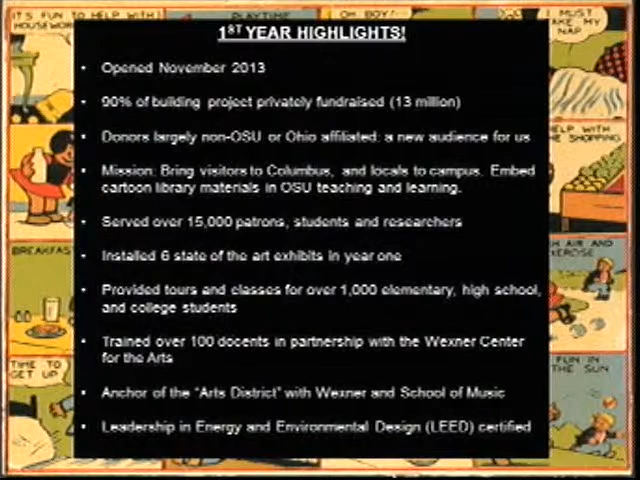 IT'S FUN TO HELP WITH
HOUSEWORK
PLAYTIME
OH BOY!
I MUST
TAKE MY
NAP
1ST YEAR HIGHLIGHTS!
• Opened November 2013
• 90% of building project privately fundraised (13 million)
• Donors largely non-OSU or Ohio affiliated: a new audience for us
HELP WITH
THE SHOPPING
• Mission: Bring visitors to Columbus, and locals to campus. Embed
cartoon library materials in OSU teaching and learning.
• Served over 15,000 patrons, students and researchers
BREAKFAST
• Installed 6 state of the art exhibits in year one
AIR AND
EXERCISE
• Provided tours and classes for over 1,000 elementary, high school,
and college students
• Trained over 100 docents in partnership with the Wexner Center
for the Arts
TIME TO
GET UP
FUN IN
THE SUN
• Anchor of the “Arts District” with Wexner and School of Music
• Leadership in Energy and Environmental Design (LEED) certified